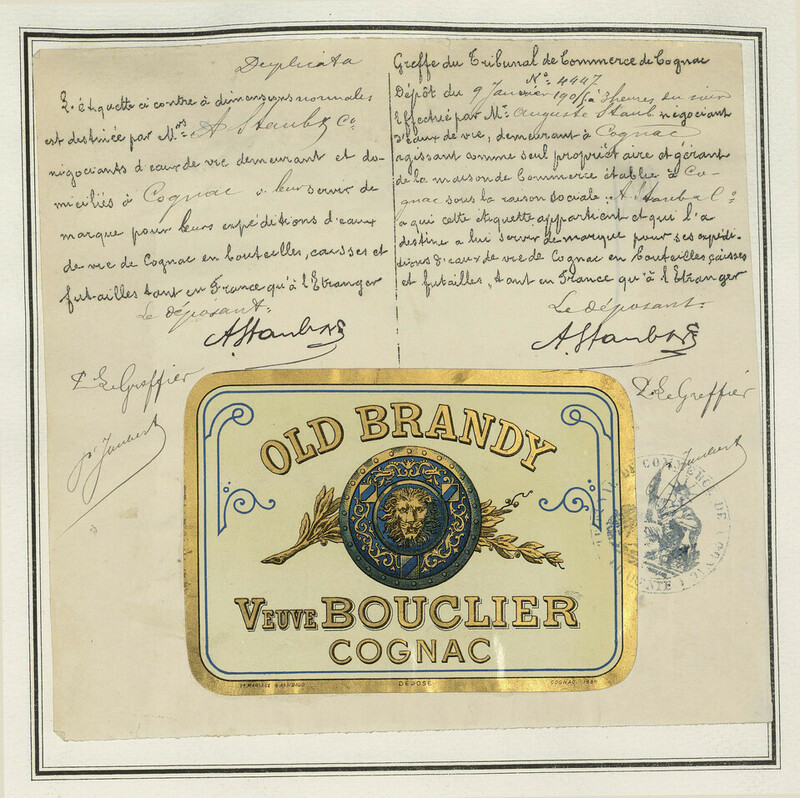 Duplicata
L'étiquette ci contre à dimensions normales
est destinée par Mrs A Staub & Co
négociants d'eaux de vie demeurant et do-
miciliés à Cognac à leur servir de
marque pour leurs expéditions d'eaux
de vie de Cognac en bouteilles, caisses et
futailles tant en France qu'à l'Etranger
Le déposant.
A Staub & Co
Le Greffier
Greffe du Tribunal de Commerce de Cognac
No 4447
Dépôt du 9 Janvier à 3 heures du soir
Effectué par Mr. Auguste Staub négociant
d'eaux de vie, demeurant à Cognac
agissant comme seul propriétaire et gérant
de la maison de Commerce établie à Co-
gnac sous la raison sociale: A Staub & Co
à qui cette étiquette appartient et qui l'a
destine a lui servir de marque pour ses expédi-
tions d'eaux de vie de Cognac en bouteilles caisses
et futailles, tant en France qu'à l'Etranger
Le déposant.
A Staub & Co
Le Greffier
OLD BRANDY
VEUVE BOUCLIER
COGNAC
DÉPOSÉ
COGNAC
DE COMMERCE DE COGNAC